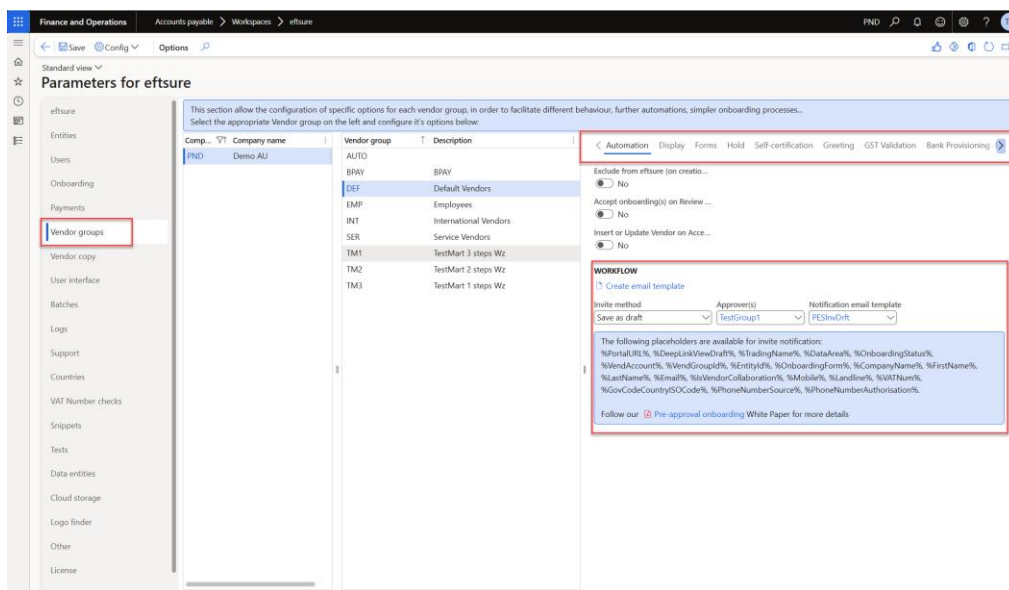 Finance and Operations
Accounts payable > Workspaces > eftsure
PND
?
Save
Config
Options
Standard view
Parameters for eftsure
eftsure
Entities
Users
Onboarding
Payments
Vendor groups
Vendor copy
User interface
Batches
Logs
Support
Countries
VAT Number checks
Snippets
Tests
Data entities
Cloud storage
Logo finder
Other
License
This section allow the configuration of specific options for each vendor group, in order to facilitate different behaviour, further automations, simpler onboarding processes...
Select the appropriate Vendor group on the left and configure it's options below:
Comp... Company name
PND Demo AU
Vendor group Description
AUTO
BPAY BPAY
DEF Default Vendors
EMP Employees
INT International Vendors
SER Service Vendors
TM1 TestMart 3 steps Wz
TM2 TestMart 2 steps Wz
TM3 TestMart 1 steps Wz
Automation Display Forms Hold Self-certification Greeting GST Validation Bank Provisioning
Exclude from eftsure (on creatio...
No
Accept onboarding(s) on Review ...
No
Insert or Update Vendor on Acce...
No
WORKFLOW
Create email template
Invite method Approver(s) Notification email template
Save as draft TestGroup1 PESInvDrft
The following placeholders are available for invite notification:
%PortalURL%, %DeepLinkViewDraft%, %TradingName%, %DataArea%, %OnboardingStatus%,
%VendAccount%, %VendGroupId%, %EntityId%, %OnboardingForm%, %CompanyName%, %FirstName%,
%LastName%, %Email%, %IsVendorCollaboration%, %Mobile%, %Landline%, %VATNum%,
%GovCodeCountryISOCode%, %PhoneNumberSource%, %PhoneNumberAuthorisation%.
Follow our Pre-approval onboarding White Paper for more details